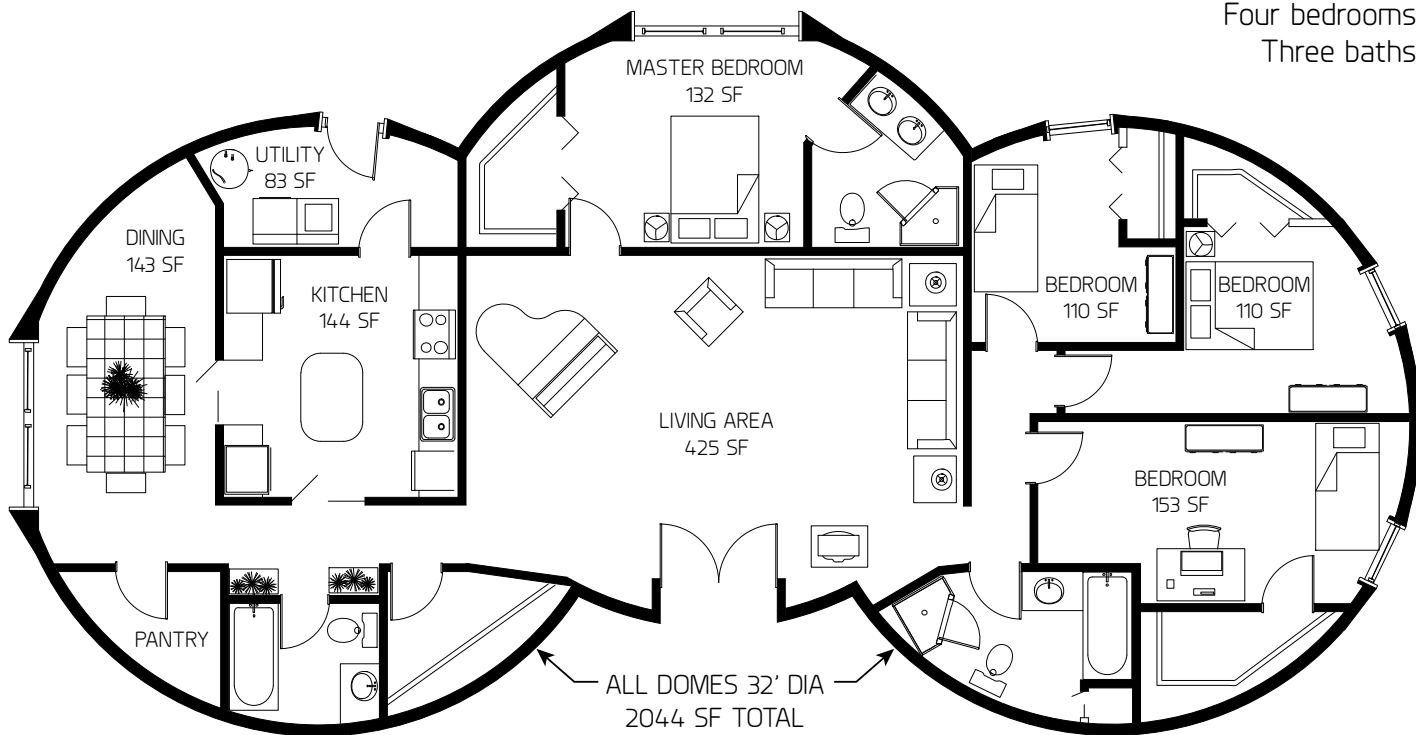 Four bedrooms
Three baths
MASTER BEDROOM
132 SF
UTILITY
83 SF
DINING
143 SF
KITCHEN
144 SF
BEDROOM
110 SF
BEDROOM
110 SF
LIVING AREA
425 SF
BEDROOM
153 SF
PANTRY
ALL DOMES 32' DIA
2044 SF TOTAL